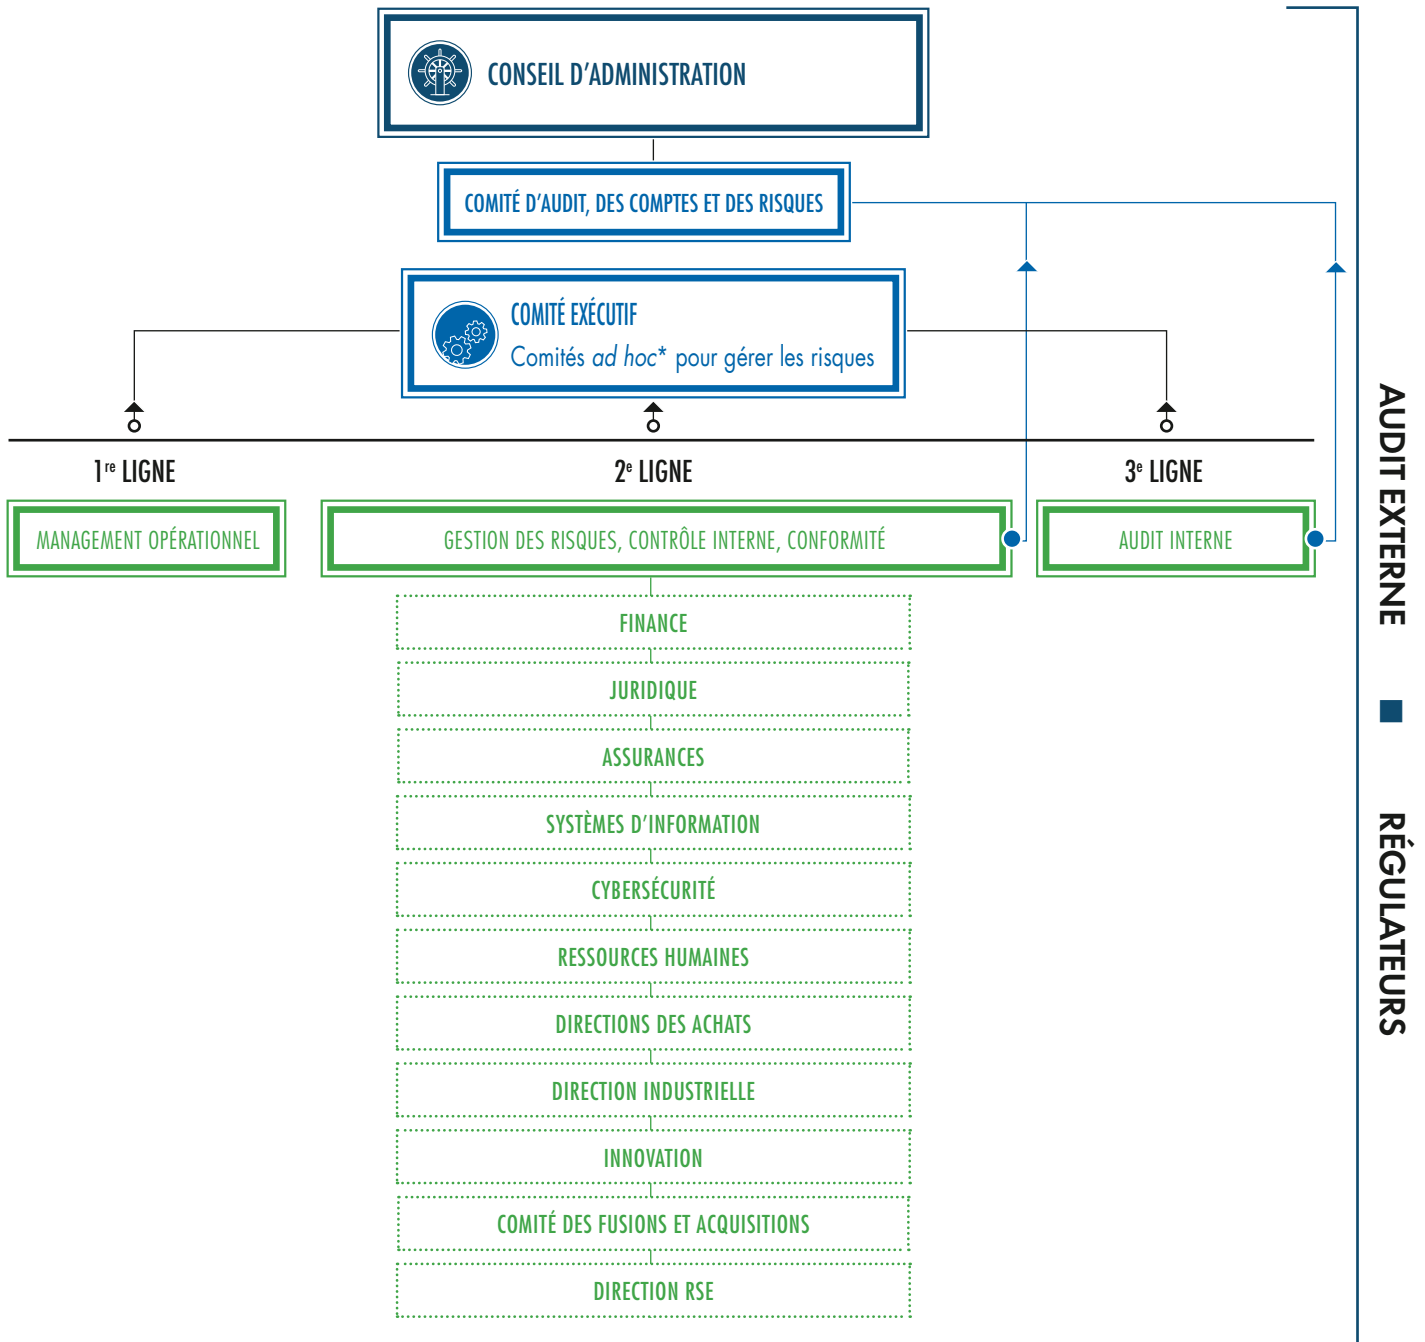 CONSEIL D'ADMINISTRATION
COMITÉ D'AUDIT, DES COMPTES ET DES RISQUES
COMITÉ EXÉCUTIF
Comités ad hoc* pour gérer les risques
1re LIGNE
2e LIGNE
3e LIGNE
MANAGEMENT OPÉRATIONNEL
GESTION DES RISQUES, CONTRÔLE INTERNE, CONFORMITÉ
AUDIT INTERNE
FINANCE
JURIDIQUE
ASSURANCES
SYSTÈMES D'INFORMATION
CYBERSÉCURITÉ
RESSOURCES HUMAINES
DIRECTIONS DES ACHATS
DIRECTION INDUSTRIELLE
INNOVATION
COMITÉ DES FUSIONS ET ACQUISITIONS
DIRECTION RSE
AUDIT EXTERNE
RÉGULATEURS